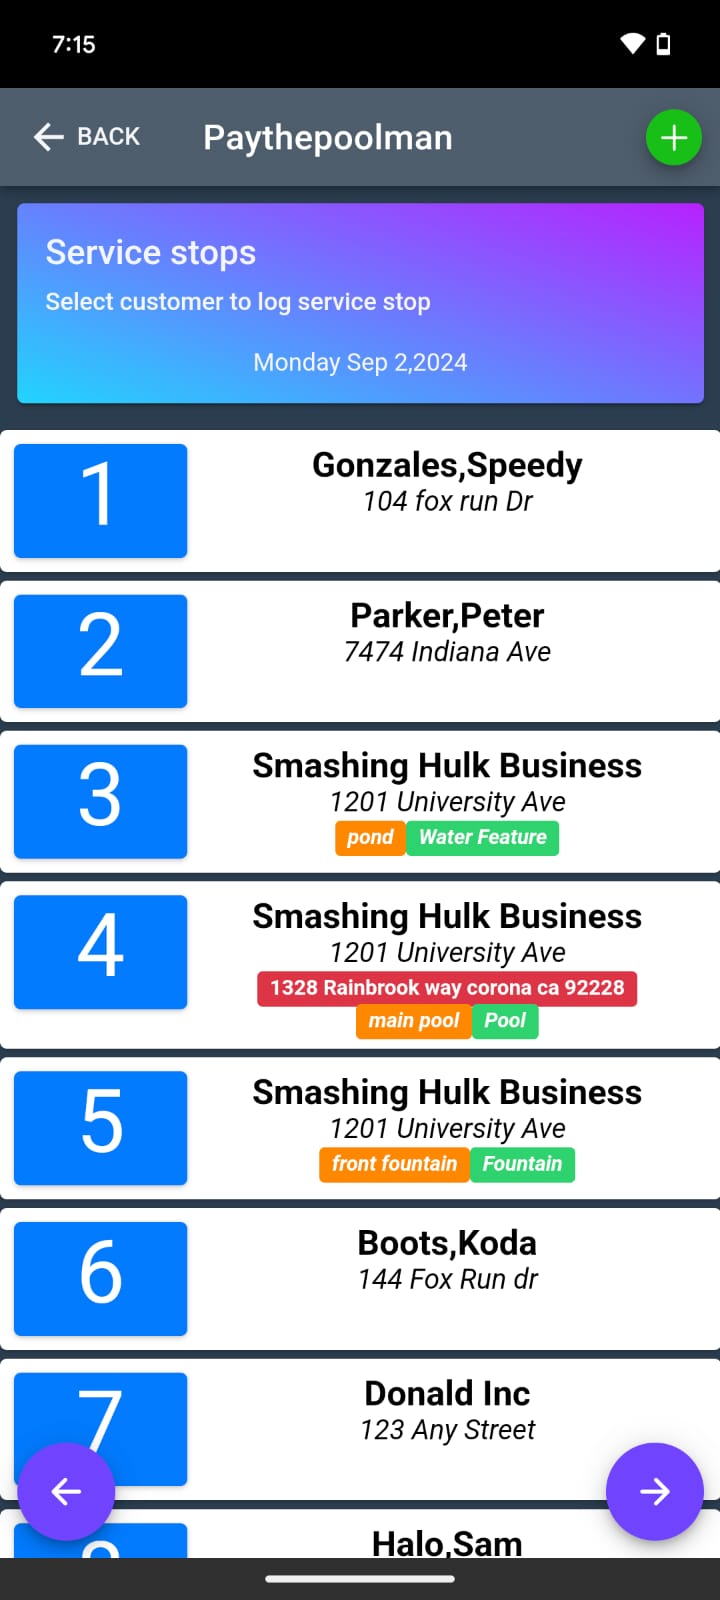 7:15
BACK Paythepoolman
Service stops
Select customer to log service stop
Monday Sep 2,2024
1
Gonzales,Speedy
104 fox run Dr
2
Parker,Peter
7474 Indiana Ave
3
Smashing Hulk Business
1201 University Ave
pond Water Feature
4
Smashing Hulk Business
1201 University Ave
1328 Rainbrook way corona ca 92228
main pool Pool
5
Smashing Hulk Business
1201 University Ave
front fountain Fountain
6
Boots,Koda
144 Fox Run dr
7
Donald Inc
123 Any Street
Halo,Sam